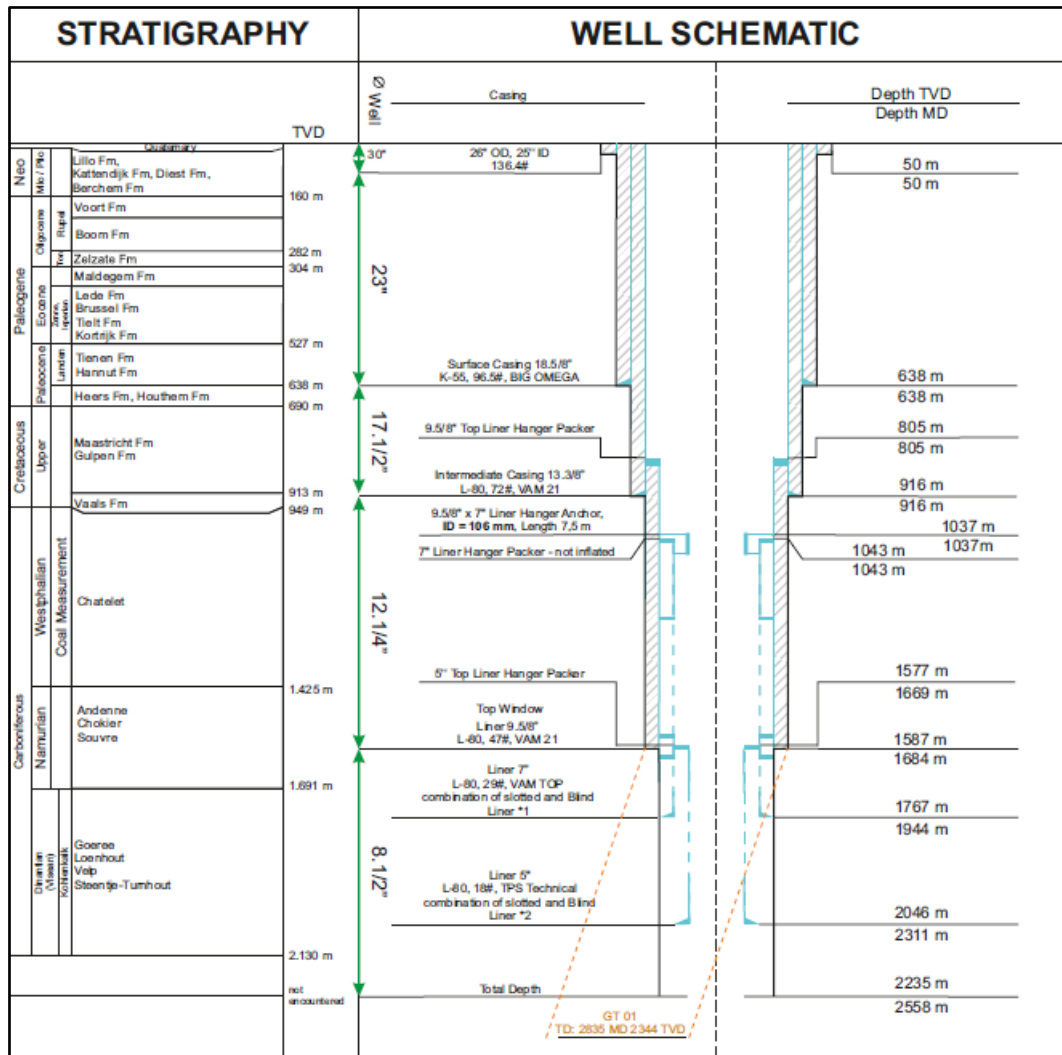 STRATIGRAPHY
WELL SCHEMATIC
TVD
Ø Well
Casing
Depth TVD
Depth MD
Quaternary
Neo
Mio / Plio
Lillo Fm,
Kattendijk Fm, Diest Fm,
Berchem Fm
160 m
Paleogene
Oligocene
Rupel
Voort Fm
Boom Fm
282 m
Ton
Zelzate Fm
304 m
Eocene
Maldegem Fm
Zenne,
Ieperian
Lede Fm
Brussel Fm
Tielt Fm
Kortrijk Fm
527 m
Paleocene
Landen
Tienen Fm
Hannut Fm
638 m
Heers Fm, Houthem Fm
690 m
Cretaceous
Upper
Maastricht Fm
Gulpen Fm
913 m
Vaals Fm
949 m
Carboniferous
Westphalian
Coal Measurement
Chatelet
1.425 m
Namurian
Andenne
Chokier
Souvre
1.691 m
Dinantian
(Visean)
Kohlenkalk
Goeree
Loenhout
Velp
Steentje-Turnhout
2.130 m
not
encountered
30"
23"
17.1/2"
12.1/4"
8.1/2"
26" OD, 25" ID
136.4#
50 m
50 m
Surface Casing 18.5/8"
K-55, 96.5#, BIG OMEGA
638 m
638 m
9.5/8" Top Liner Hanger Packer
805 m
805 m
Intermediate Casing 13.3/8"
L-80, 72#, VAM 21
916 m
916 m
9.5/8" x 7" Liner Hanger Anchor,
ID = 106 mm, Length 7,5 m
1037 m
1037m
7" Liner Hanger Packer - not inflated
1043 m
1043 m
5" Top Liner Hanger Packer
1577 m
1669 m
Top Window
Liner 9.5/8"
L-80, 47#, VAM 21
1587 m
1684 m
Liner 7"
L-80, 29#, VAM TOP
combination of slotted and Blind
Liner *1
1767 m
1944 m
Liner 5"
L-80, 18#, TPS Technical
combination of slotted and Blind
Liner *2
2046 m
2311 m
Total Depth
2235 m
2558 m
GT 01
TD: 2835 MD 2344 TVD